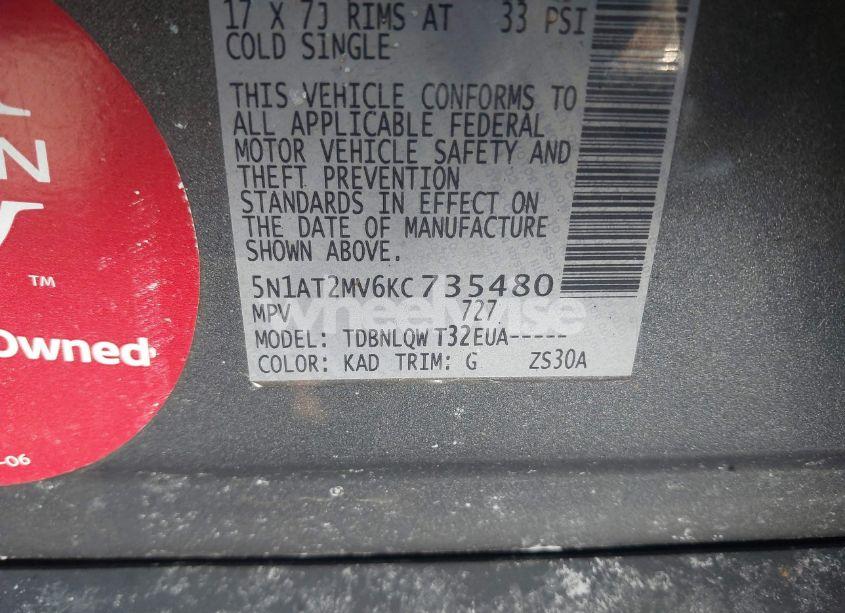 17 X 7J RIMS AT 33 PSI
COLD SINGLE
THIS VEHICLE CONFORMS TO
ALL APPLICABLE FEDERAL
MOTOR VEHICLE SAFETY AND
THEFT PREVENTION
STANDARDS IN EFFECT ON
THE DATE OF MANUFACTURE
SHOWN ABOVE.
5N1AT2MV6KC735480
MPV 727
MODEL: TDBNLQWT32EUA-----
COLOR: KAD TRIM: G ZS30A
wheelwise
N
TM
Owned
-06